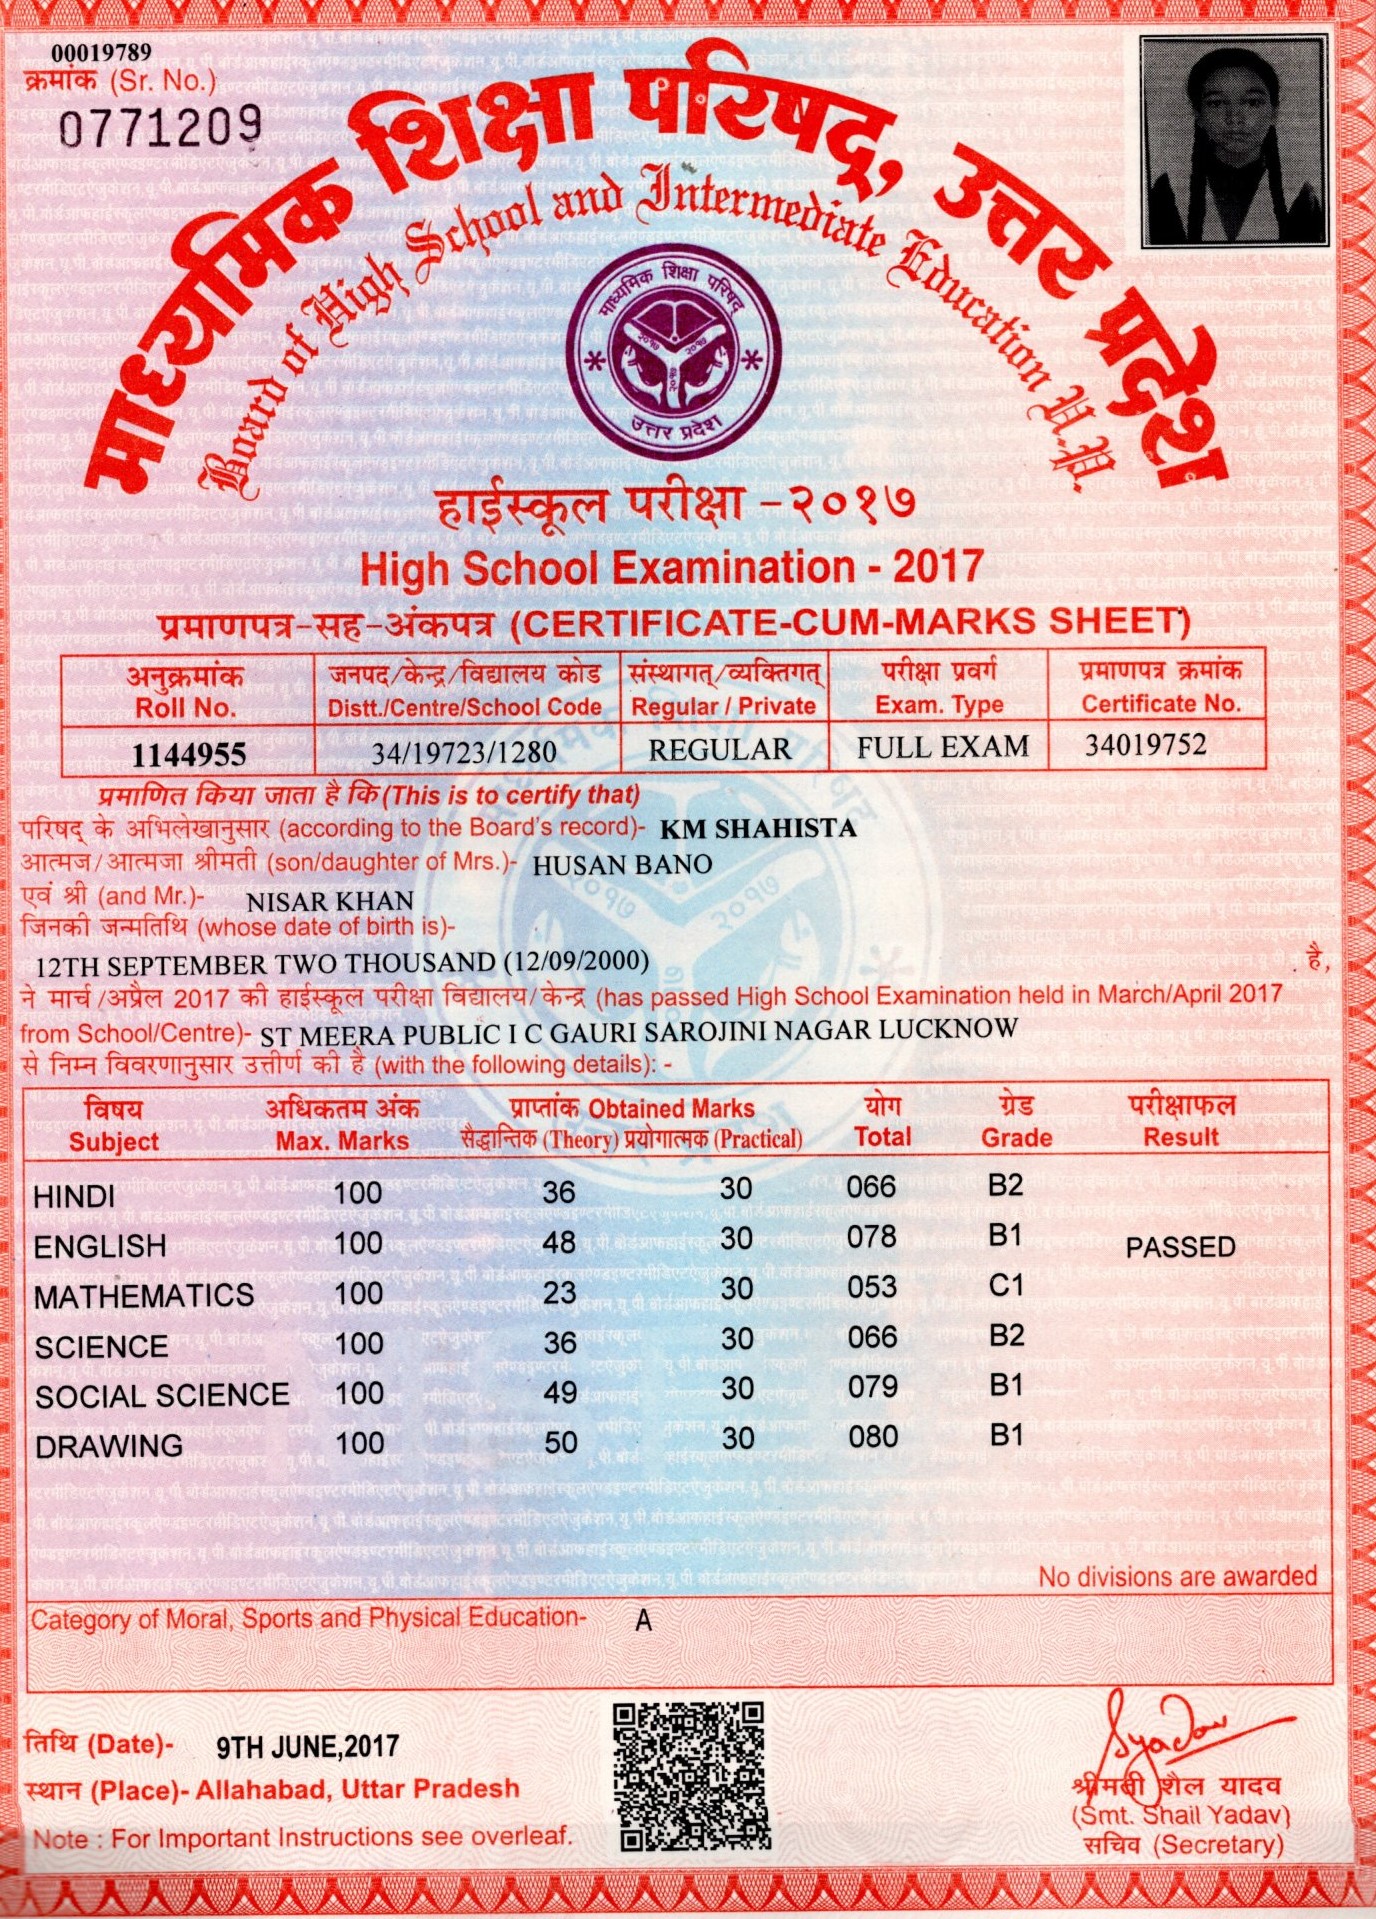 00019789
क्रमांक (Sr. No.)
0771209
माध्यमिक शिक्षा परिषद्, उत्तर प्रदेश
Board of High School and Intermediate Education U.P.
माध्यमिक शिक्षा परिषद्
२०१७ २०१७
२०१७
उत्तर प्रदेश
हाईस्कूल परीक्षा -२०१७
High School Examination - 2017
प्रमाणपत्र-सह-अंकपत्र (CERTIFICATE-CUM-MARKS SHEET)
अनुक्रमांक जनपद/केन्द्र/विद्यालय कोड संस्थागत्/व्यक्तिगत् परीक्षा प्रवर्ग प्रमाणपत्र क्रमांक
Roll No. Distt./Centre/School Code Regular / Private Exam. Type Certificate No.
1144955 34/19723/1280 REGULAR FULL EXAM 34019752
प्रमाणित किया जाता है कि (This is to certify that)
परिषद् के अभिलेखानुसार (according to the Board's record)- KM SHAHISTA
आत्मज/आत्मजा श्रीमती (son/daughter of Mrs.)- HUSAN BANO
एवं श्री (and Mr.)- NISAR KHAN
जिनकी जन्मतिथि (whose date of birth is)-
12TH SEPTEMBER TWO THOUSAND (12/09/2000) है,
ने मार्च/अप्रैल 2017 की हाईस्कूल परीक्षा विद्यालय/केन्द्र (has passed High School Examination held in March/April 2017
from School/Centre)- ST MEERA PUBLIC I C GAURI SAROJINI NAGAR LUCKNOW
से निम्न विवरणानुसार उत्तीर्ण की है (with the following details): -
विषय अधिकतम अंक प्राप्तांक Obtained Marks योग ग्रेड परीक्षाफल
Subject Max. Marks सैद्धान्तिक (Theory) प्रयोगात्मक (Practical) Total Grade Result
HINDI 100 36 30 066 B2
ENGLISH 100 48 30 078 B1 PASSED
MATHEMATICS 100 23 30 053 C1
SCIENCE 100 36 30 066 B2
SOCIAL SCIENCE 100 49 30 079 B1
DRAWING 100 50 30 080 B1
No divisions are awarded
Category of Moral, Sports and Physical Education- A
तिथि (Date)- 9TH JUNE,2017
स्थान (Place)- Allahabad, Uttar Pradesh
Note : For Important Instructions see overleaf.
Syadav
श्रीमती शैल यादव
(Smt. Shail Yadav)
सचिव (Secretary)